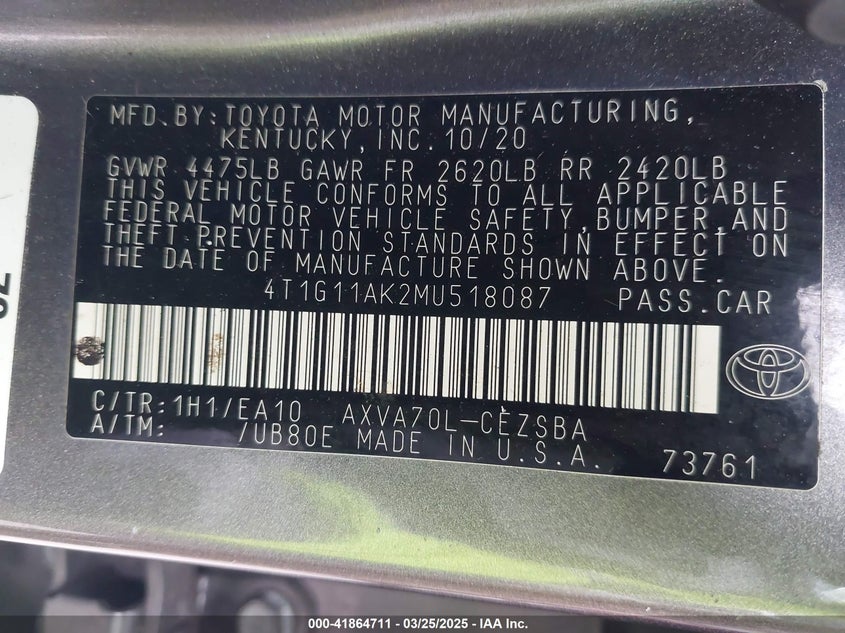 MFD.BY:TOYOTA MOTOR MANUFACTURING,
KENTUCKY,INC.10/20
GVWR 4475LB GAWR FR 2620LB RR 2420LB
THIS VEHICLE CONFORMS TO ALL APPLICABLE
FEDERAL MOTOR VEHICLE SAFETY,BUMPER,AND
THEFT PREVENTION STANDARDS IN EFFECT ON
THE DATE OF MANUFACTURE SHOWN ABOVE.
4T1G11AK2MU518087 PASS.CAR
C/TR:1H1/EA10 AXVA70L-CEZSBA
A/TM: /UB80E MADE IN U.S.A. 73761
000-41864711 - 03/25/2025 - IAA Inc.